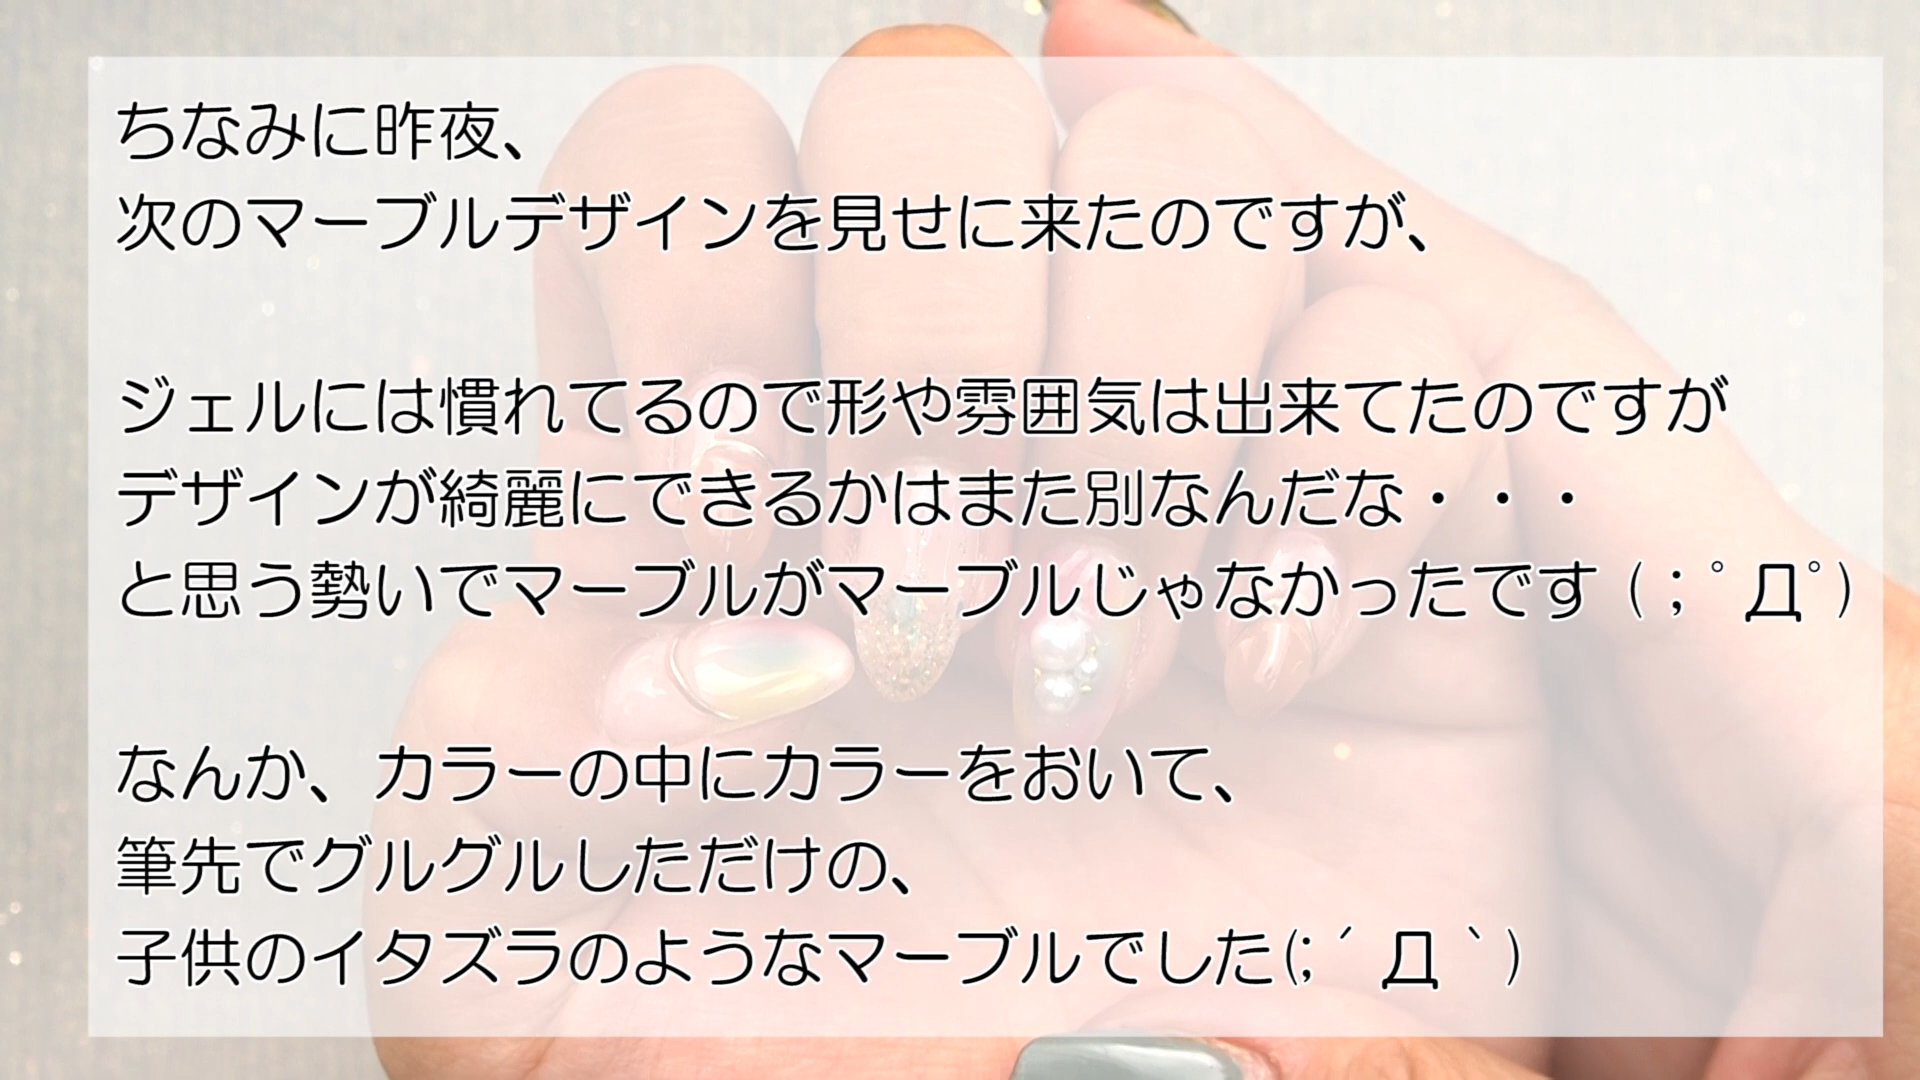 ちなみに昨夜、
次のマーブルデザインを見せに来たのですが、
ジェルには慣れてるので形や雰囲気は出来てたのですが
デザインが綺麗にできるかはまた別なんだな・・・
と思う勢いでマーブルがマーブルじゃなかったです（；ﾟДﾟ）
なんか、カラーの中にカラーをおいて、
筆先でグルグルしただけの、
子供のイタズラのようなマーブルでした(;´Д｀)